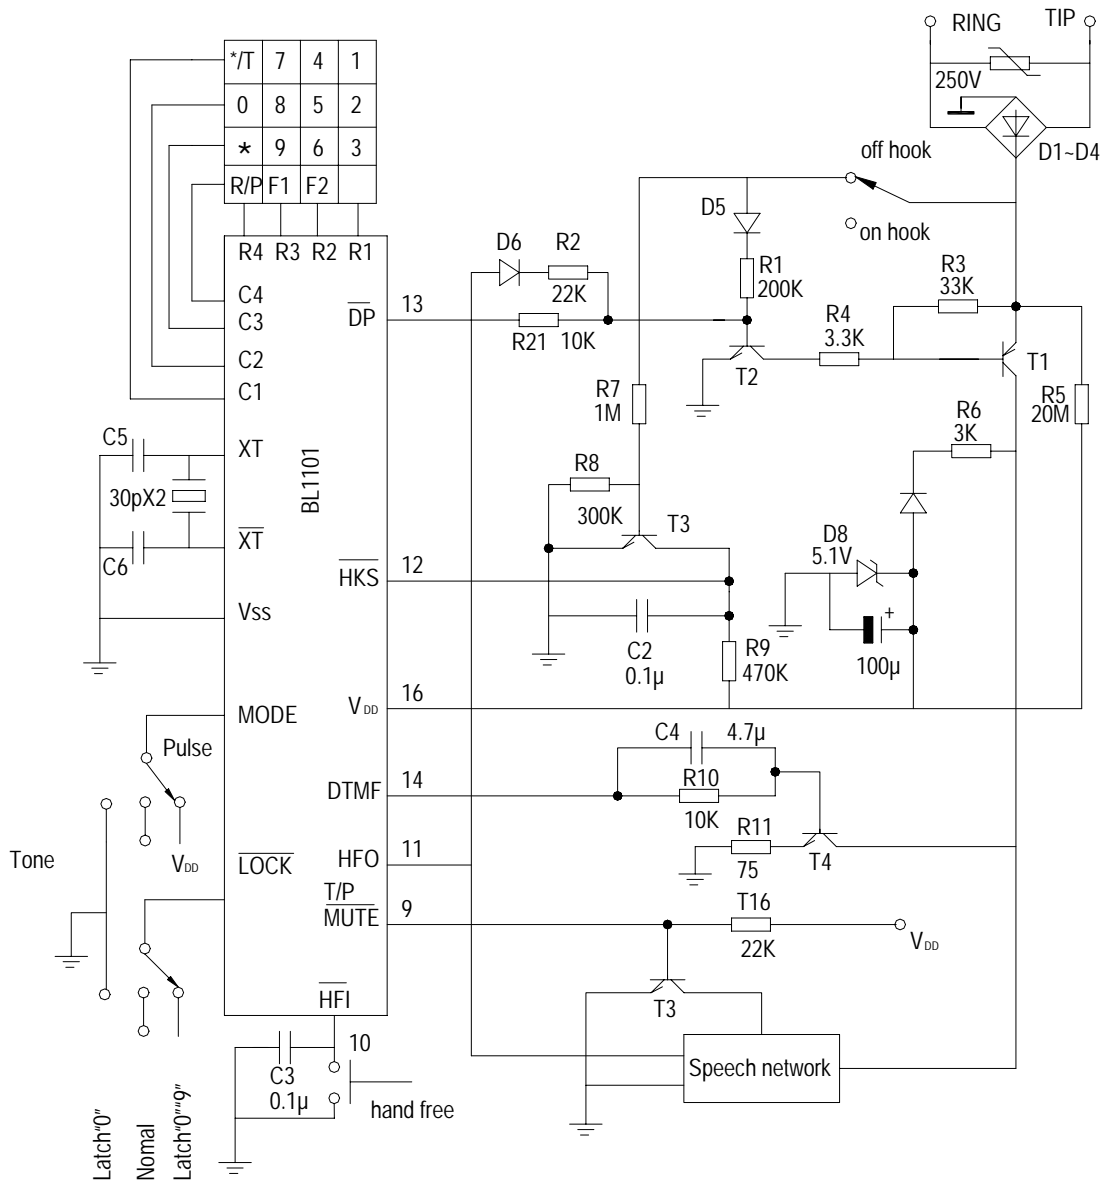 RING TIP
250V
D1~D4
*/T 7 4 1
0 8 5 2
* 9 6 3
R/P F1 F2
off hook
on hook
D5
R1
200K
R4 R3 R2 R1
D6 R2
22K
R3
33K
C4
C3
C2
C1
DP 13
R21 10K
R4
3.3K
T2
T1
R7
1M
R5
20M
R6
3K
C5
XT
30pX2
BL1101
XT
C6
R8
300K
T3
D8
5.1V
HKS 12
Vss
C2
0.1µ
R9
470K
+
100µ
VDD 16
MODE
Pulse
C4 4.7µ
DTMF 14
R10
10K
R11
75
T4
Tone
VDD
LOCK
HFO 11
T/P
MUTE 9
T16
22K
VDD
HFI
T3
10
C3
0.1µ
hand free
Speech network
Latch"0"
Nomal
Latch"0""9"